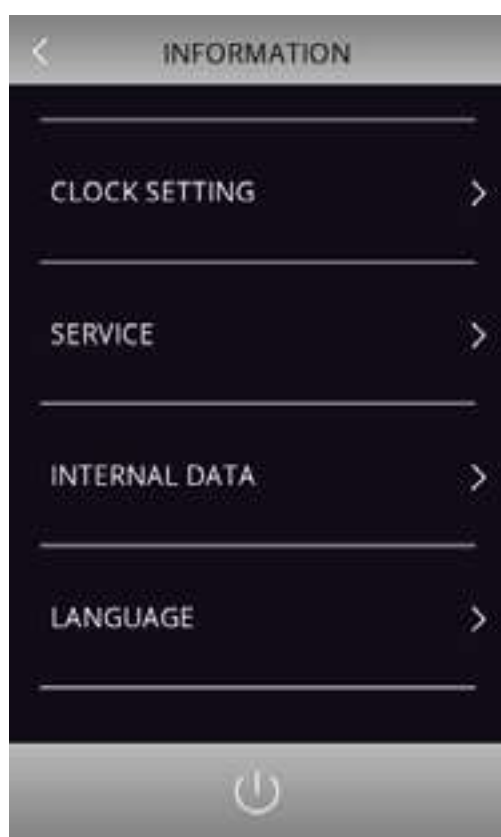 INFORMATION
CLOCK SETTING
SERVICE
INTERNAL DATA
LANGUAGE